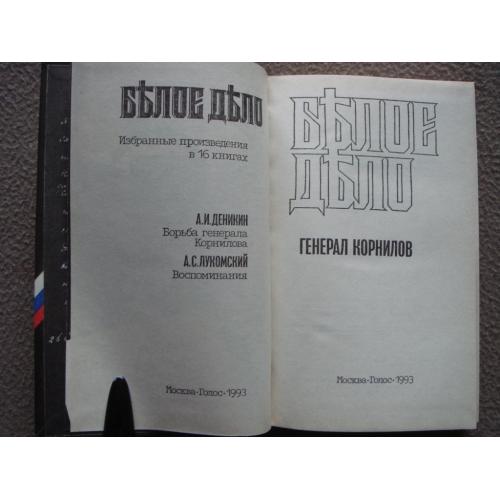 БѢЛОЕ ДѢЛО
Избранные произведения
в 16 книгах
А.И.ДЕНИКИН
Борьба генерала
Корнилова
А.С.ЛУКОМСКИЙ
Воспоминания
Москва·Голос·1993
БѢЛОЕ
ДѢЛО
ГЕНЕРАЛ КОРНИЛОВ
Москва·Голос·1993